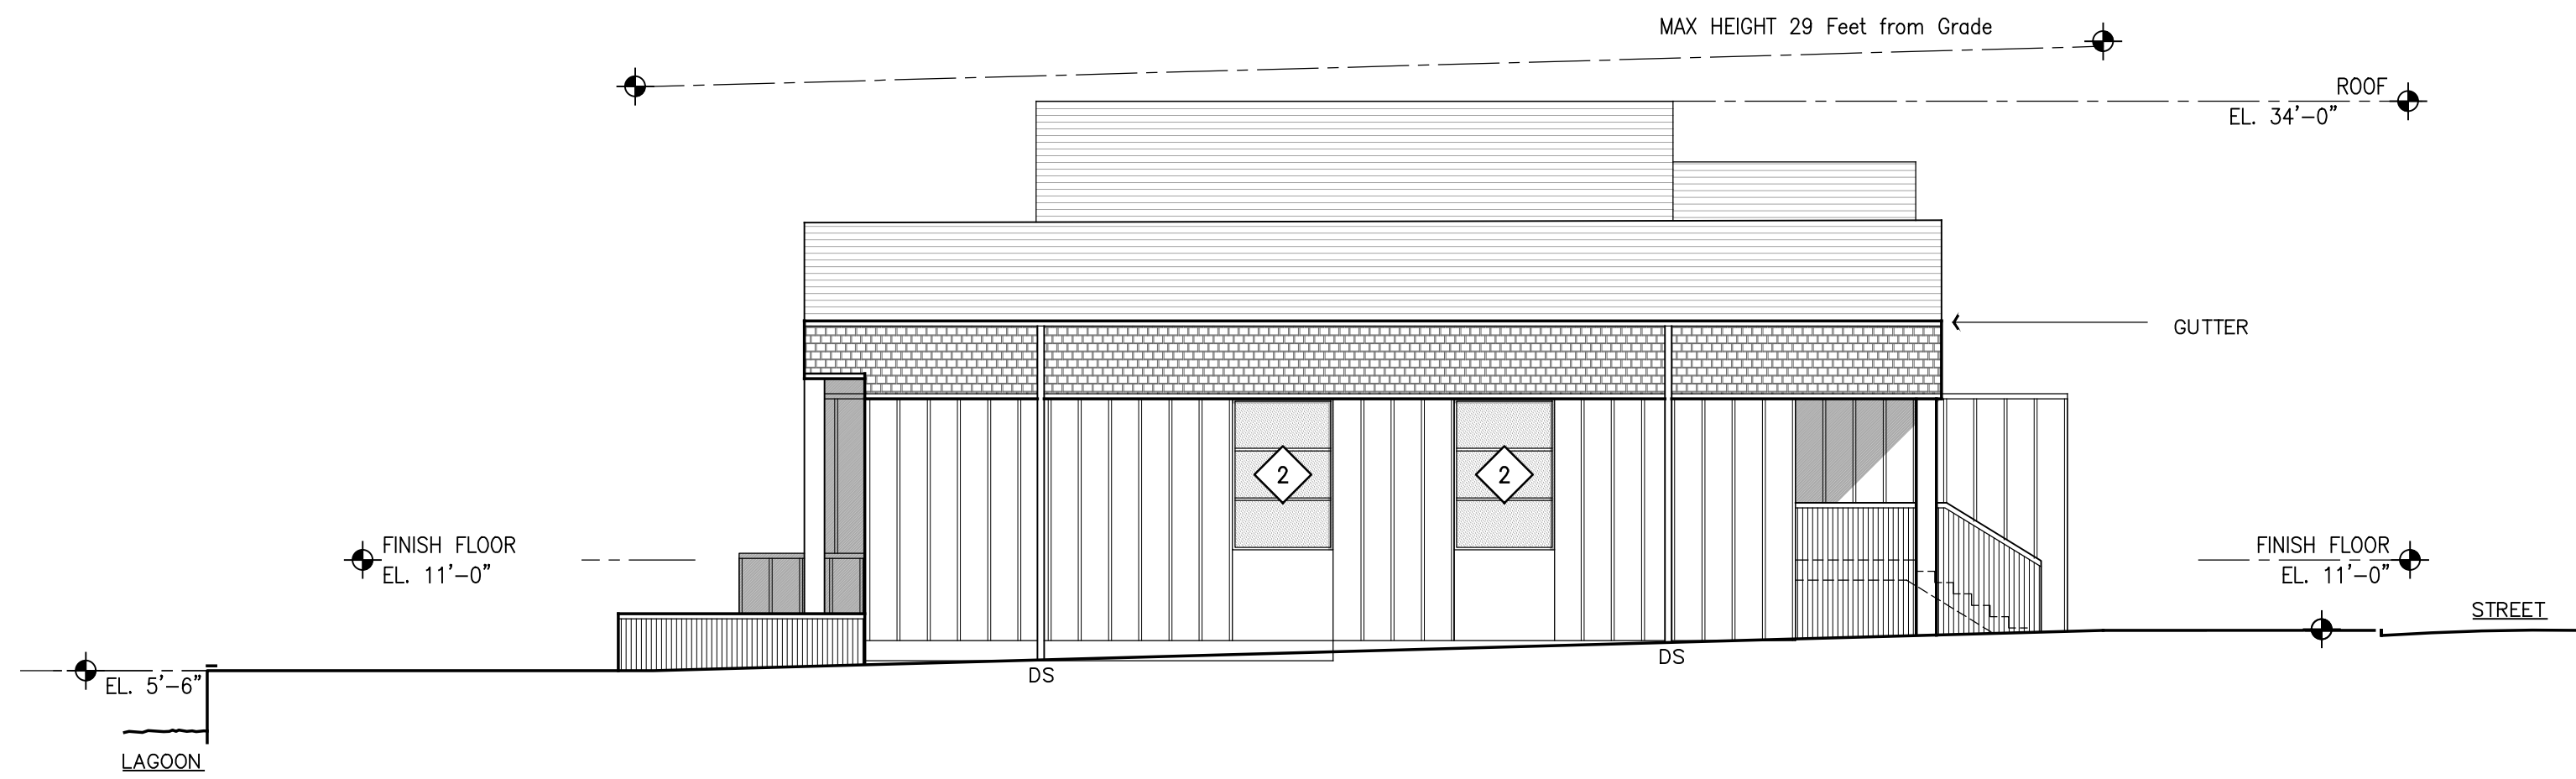 MAX HEIGHT 29 Feet from Grade
ROOF
EL. 34'-0"
GUTTER
2
2
FINISH FLOOR
EL. 11'-0"
FINISH FLOOR
EL. 11'-0"
STREET
EL. 5'-6"
DS
DS
LAGOON